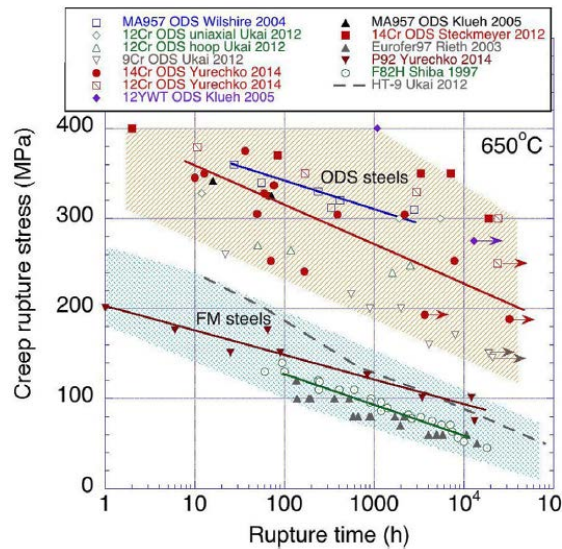 MA957 ODS Wilshire 2004
12Cr ODS uniaxial Ukai 2012
12Cr ODS hoop Ukai 2012
9Cr ODS Ukai 2012
14Cr ODS Yurechko 2014
12Cr ODS Yurechko 2014
12YWT ODS Klueh 2005
MA957 ODS Klueh 2005
14Cr ODS Steckmeyer 2012
Eurofer97 Rieth 2003
P92 Yurechko 2014
F82H Shiba 1997
HT-9 Ukai 2012
Creep rupture stress (MPa)
400
300
200
100
0
650°C
ODS steels
FM steels
1 10 100 1000 10⁴ 10
Rupture time (h)